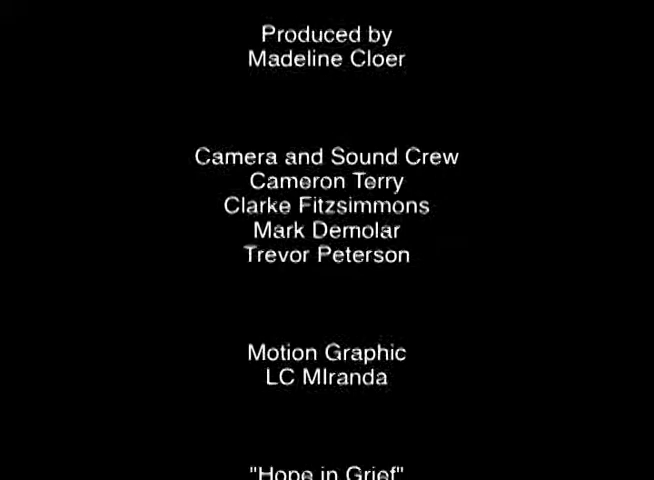 Produced by
Madeline Cloer
Camera and Sound Crew
Cameron Terry
Clarke Fitzsimmons
Mark Demolar
Trevor Peterson
Motion Graphic
LC MIranda
"Hope in Grief"